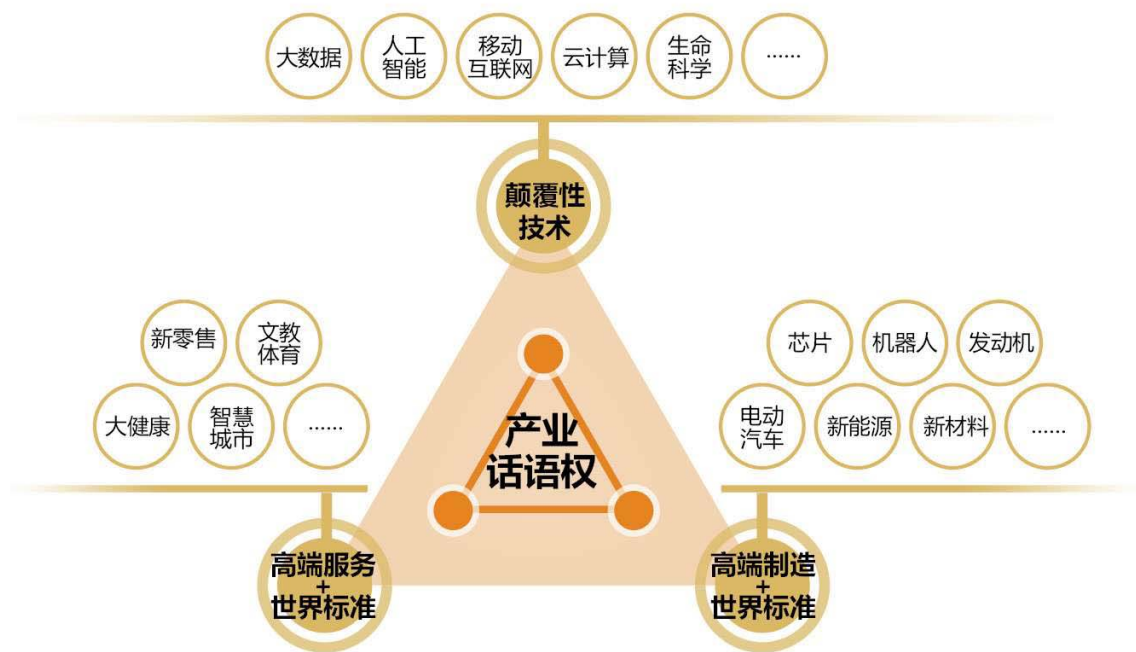 大数据
人工
智能
移动
互联网
云计算
生命
科学
……
颠覆性
技术
新零售
文教
体育
大健康
智慧
城市
……
芯片
机器人
发动机
电动
汽车
新能源
新材料
……
产业
话语权
高端服务
+
世界标准
高端制造
+
世界标准